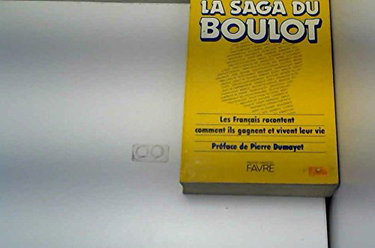 LA SAGA DU
BOULOT
Les Français racontent
comment ils gagnent et vivent leur vie
Préface de Pierre Dumayet
FAVRE